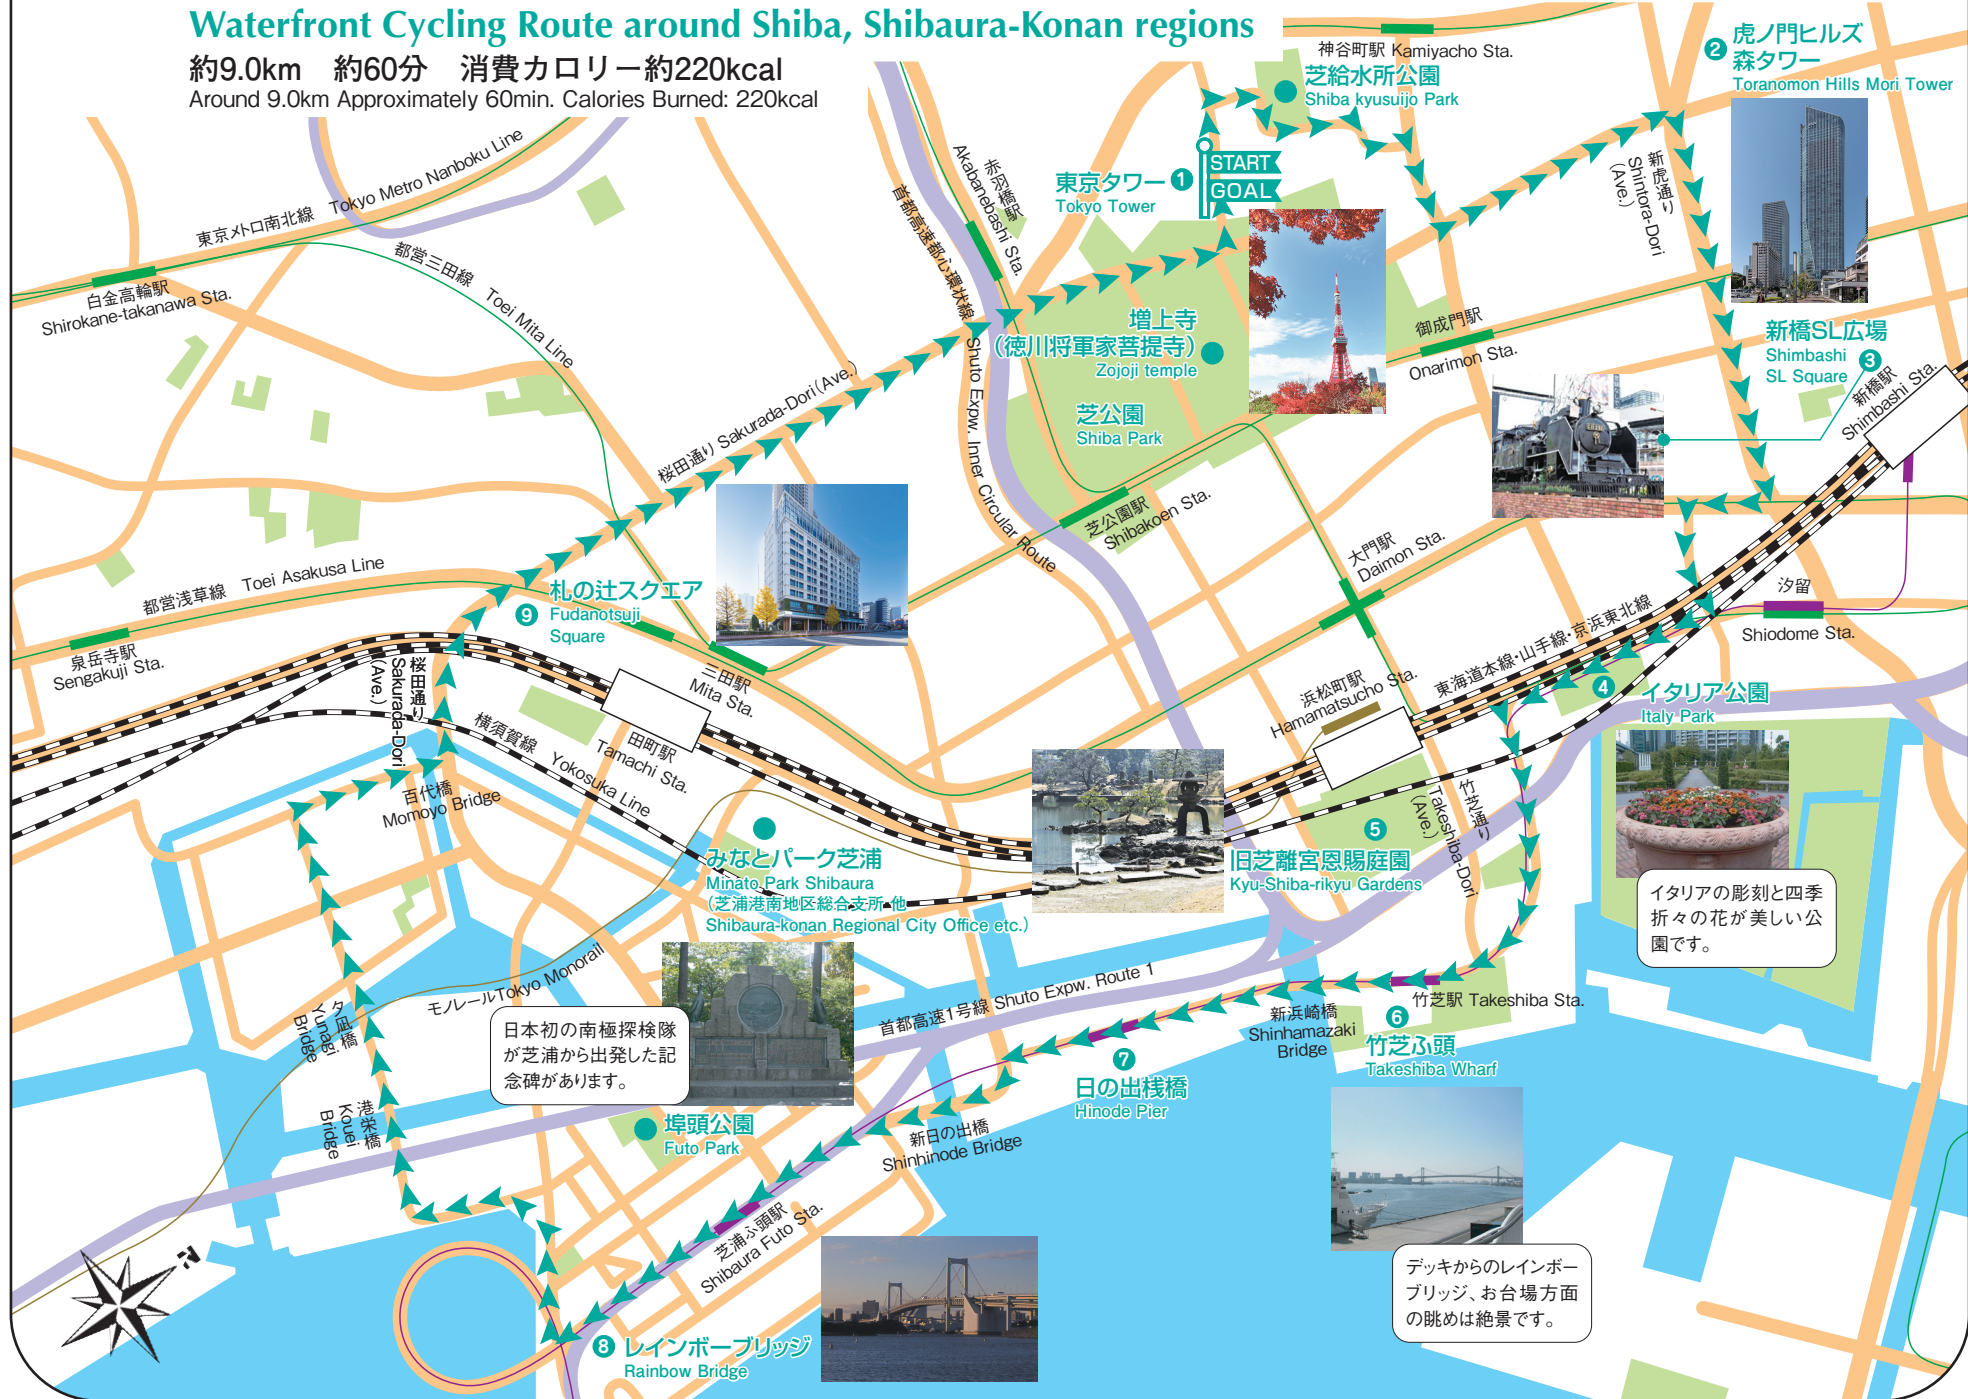 Waterfront Cycling Route around Shiba, Shibaura-Konan regions
約9.0km　約60分　消費カロリー約220kcal
Around 9.0km Approximately 60min. Calories Burned: 220kcal
神谷町駅 Kamiyacho Sta.
芝給水所公園
Shiba kyusuijo Park
2 虎ノ門ヒルズ
森タワー
Toranomon Hills Mori Tower
東京メトロ南北線　Tokyo Metro Nanboku Line
白金高輪駅
Shirokane-takanawa Sta.
都営三田線　Toei Mita Line
首都高速都心環状線
Shuto Expw. Inner Circular Route
赤羽橋駅
Akabanebashi Sta.
東京タワー 1
Tokyo Tower
START
GOAL
新虎通り
Shintora-Dori
(Ave.)
増上寺
（徳川将軍家菩提寺）
Zojoji temple
芝公園
Shiba Park
御成門駅
Onarimon Sta.
新橋SL広場
Shimbashi
SL Square 3
新橋駅
Shimbashi Sta.
桜田通り Sakurada-Dori(Ave.)
芝公園駅
Shibakoen Sta.
大門駅
Daimon Sta.
汐留
Shiodome Sta.
都営浅草線　Toei Asakusa Line
泉岳寺駅
Sengakuji Sta.
9 札の辻スクエア
Fudanotsuji
Square
三田駅
Mita Sta.
桜田通り
Sakurada-Dori
(Ave.)
田町駅
Tamachi Sta.
横須賀線　Yokosuka Line
東海道本線・山手線・京浜東北線
浜松町駅
Hamamatsucho Sta.
4 イタリア公園
Italy Park
イタリアの彫刻と四季
折々の花が美しい公
園です。
竹芝通り
Takeshiba-Dori
(Ave.)
5
旧芝離宮恩賜庭園
Kyu-Shiba-rikyu Gardens
百代橋
Momoyo Bridge
みなとパーク芝浦
Minato Park Shibaura
（芝浦港南地区総合支所 他
Shibaura-konan Regional City Office etc.）
モノレールTokyo Monorail
首都高速1号線 Shuto Expw. Route 1
竹芝駅 Takeshiba Sta.
新浜崎橋
Shinhamazaki
Bridge
6
竹芝ふ頭
Takeshiba Wharf
7
日の出桟橋
Hinode Pier
新日の出橋
Shinhinode Bridge
夕凪橋
Yunagi
Bridge
港栄橋
Kouei
Bridge
日本初の南極探検隊
が芝浦から出発した記
念碑があります。
埠頭公園
Futo Park
芝浦ふ頭駅
Shibaura Futo Sta.
デッキからのレインボー
ブリッジ、お台場方面
の眺めは絶景です。
8 レインボーブリッジ
Rainbow Bridge
N